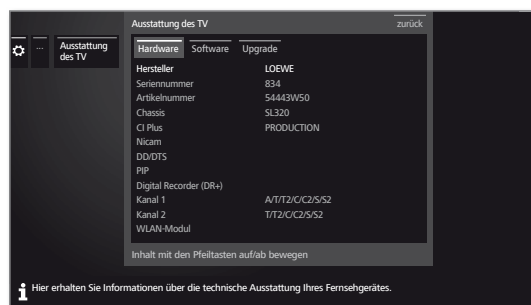 Ausstattung des TV zurück
... Ausstattung des TV
Hardware Software Upgrade
Hersteller LOEWE
Seriennummer 834
Artikelnummer 54443W50
Chassis SL320
CI Plus PRODUCTION
Nicam
DD/DTS
PIP
Digital Recorder (DR+)
Kanal 1 A/T/T2/C/C2/S/S2
Kanal 2 T/T2/C/C2/S/S2
WLAN-Modul
Inhalt mit den Pfeiltasten auf/ab bewegen
Hier erhalten Sie Informationen über die technische Ausstattung Ihres Fernsehgerätes.